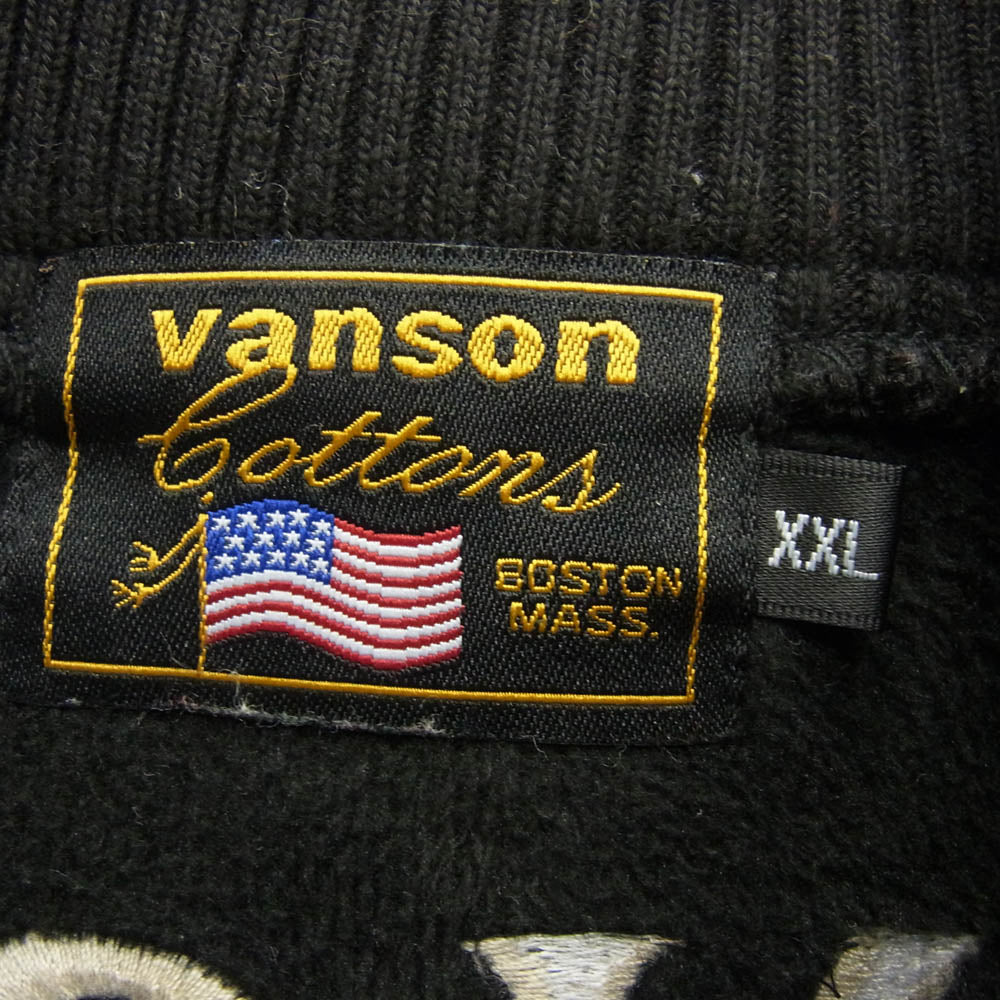 vanson
Cottons
BOSTON
MASS.
XXL